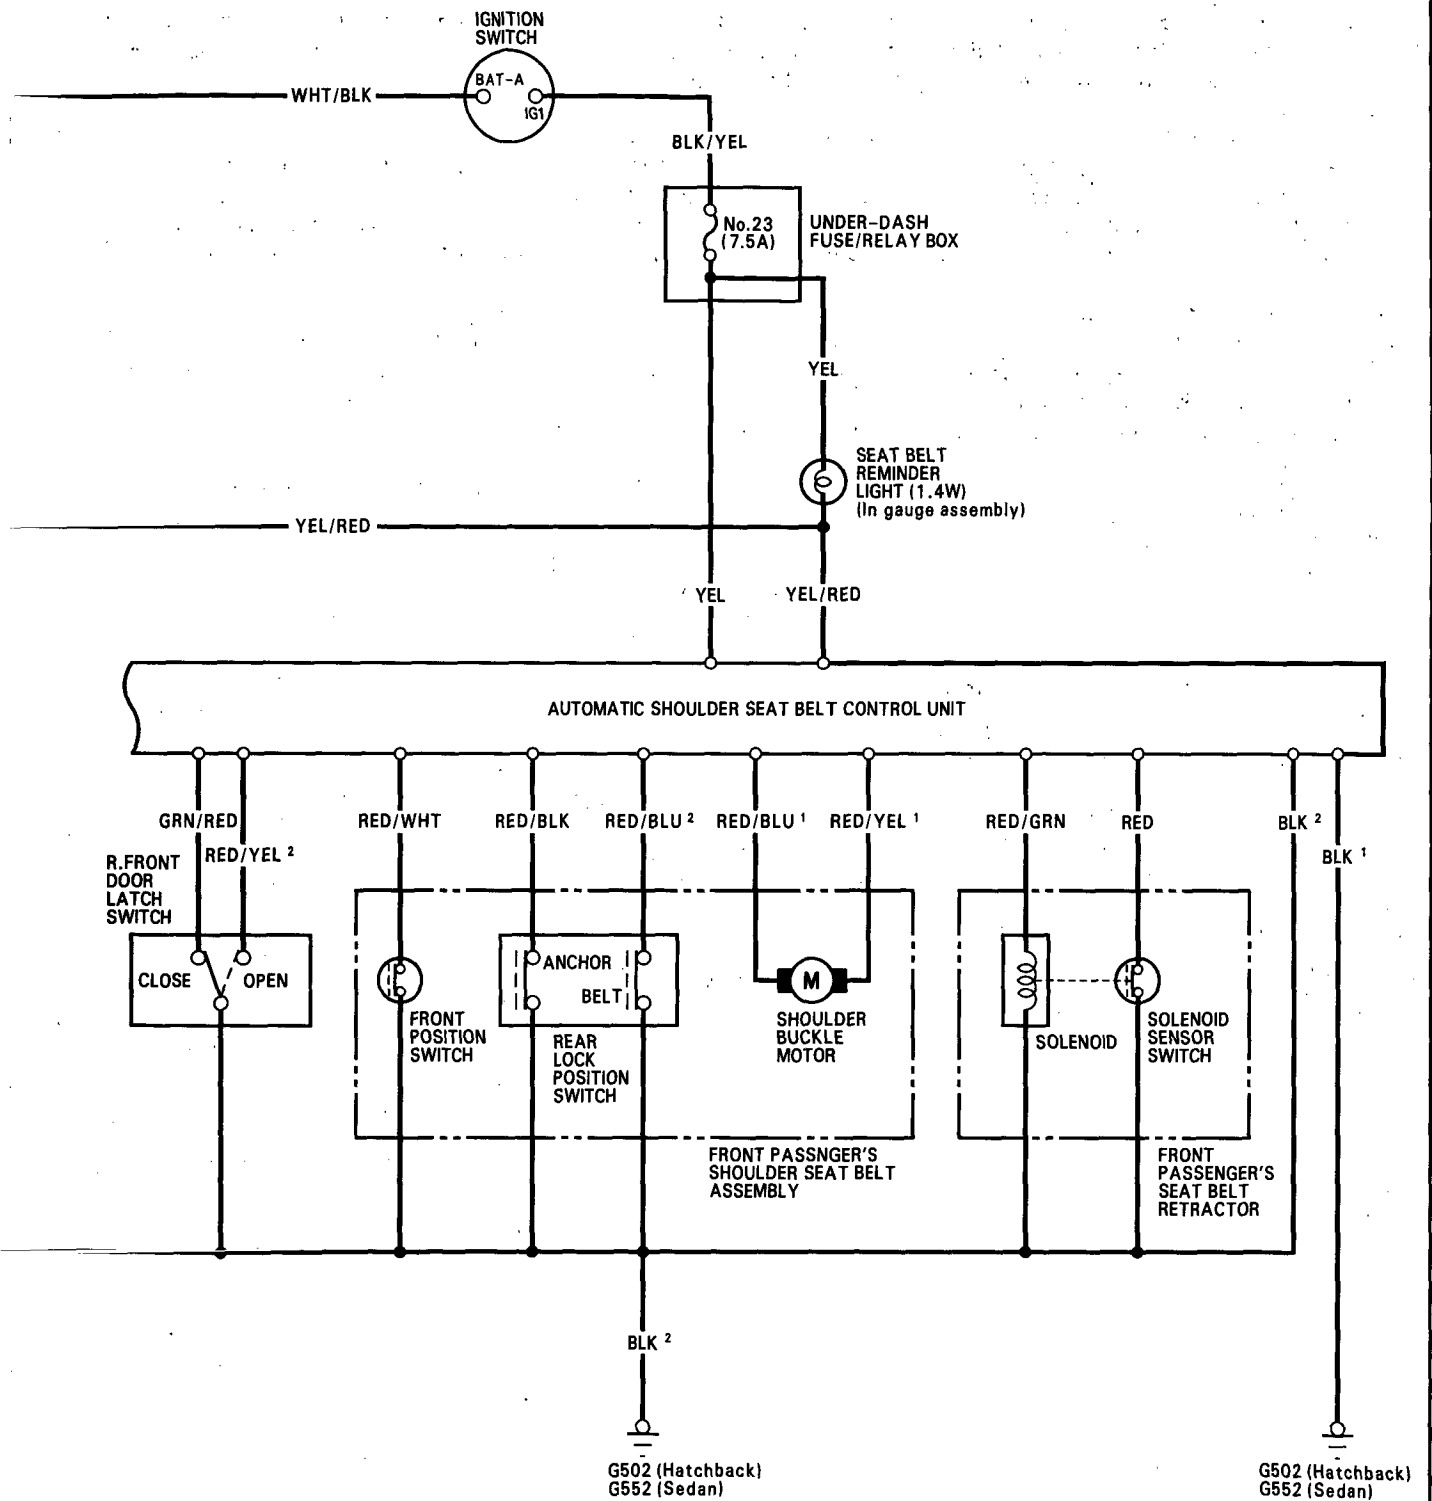 IGNITION
SWITCH
BAT-A
IG1
WHT/BLK
BLK/YEL
No.23
(7.5A)
UNDER-DASH
FUSE/RELAY BOX
YEL
SEAT BELT
REMINDER
LIGHT (1.4W)
(In gauge assembly)
YEL/RED
YEL
YEL/RED
AUTOMATIC SHOULDER SEAT BELT CONTROL UNIT
GRN/RED
RED/YEL 2
RED/WHT
RED/BLK
RED/BLU 2
RED/BLU 1
RED/YEL 1
RED/GRN
RED
BLK 2
BLK 1
R.FRONT
DOOR
LATCH
SWITCH
CLOSE
OPEN
FRONT
POSITION
SWITCH
ANCHOR
BELT
REAR
LOCK
POSITION
SWITCH
M
SHOULDER
BUCKLE
MOTOR
SOLENOID
SOLENOID
SENSOR
SWITCH
FRONT PASSNGER'S
SHOULDER SEAT BELT
ASSEMBLY
FRONT
PASSENGER'S
SEAT BELT
RETRACTOR
BLK 2
G502 (Hatchback)
G552 (Sedan)
G502 (Hatchback)
G552 (Sedan)